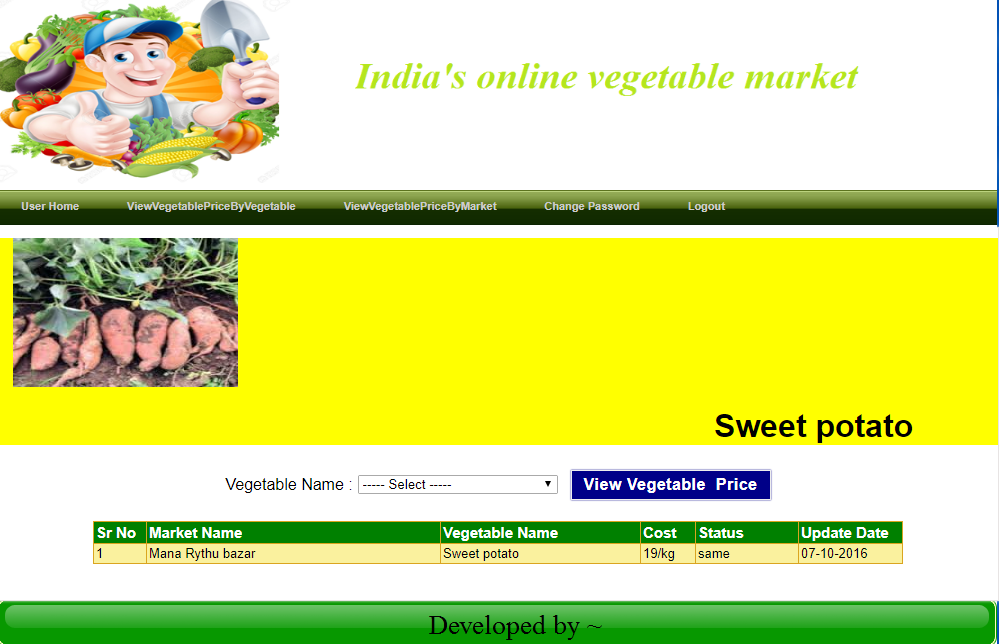 India's online vegetable market
User Home ViewVegetablePriceByVegetable ViewVegetablePriceByMarket Change Password Logout
Sweet potato
Vegetable Name : ----- Select ----- View Vegetable Price
Sr No Market Name Vegetable Name Cost Status Update Date
1 Mana Rythu bazar Sweet potato 19/kg same 07-10-2016
Developed by ~